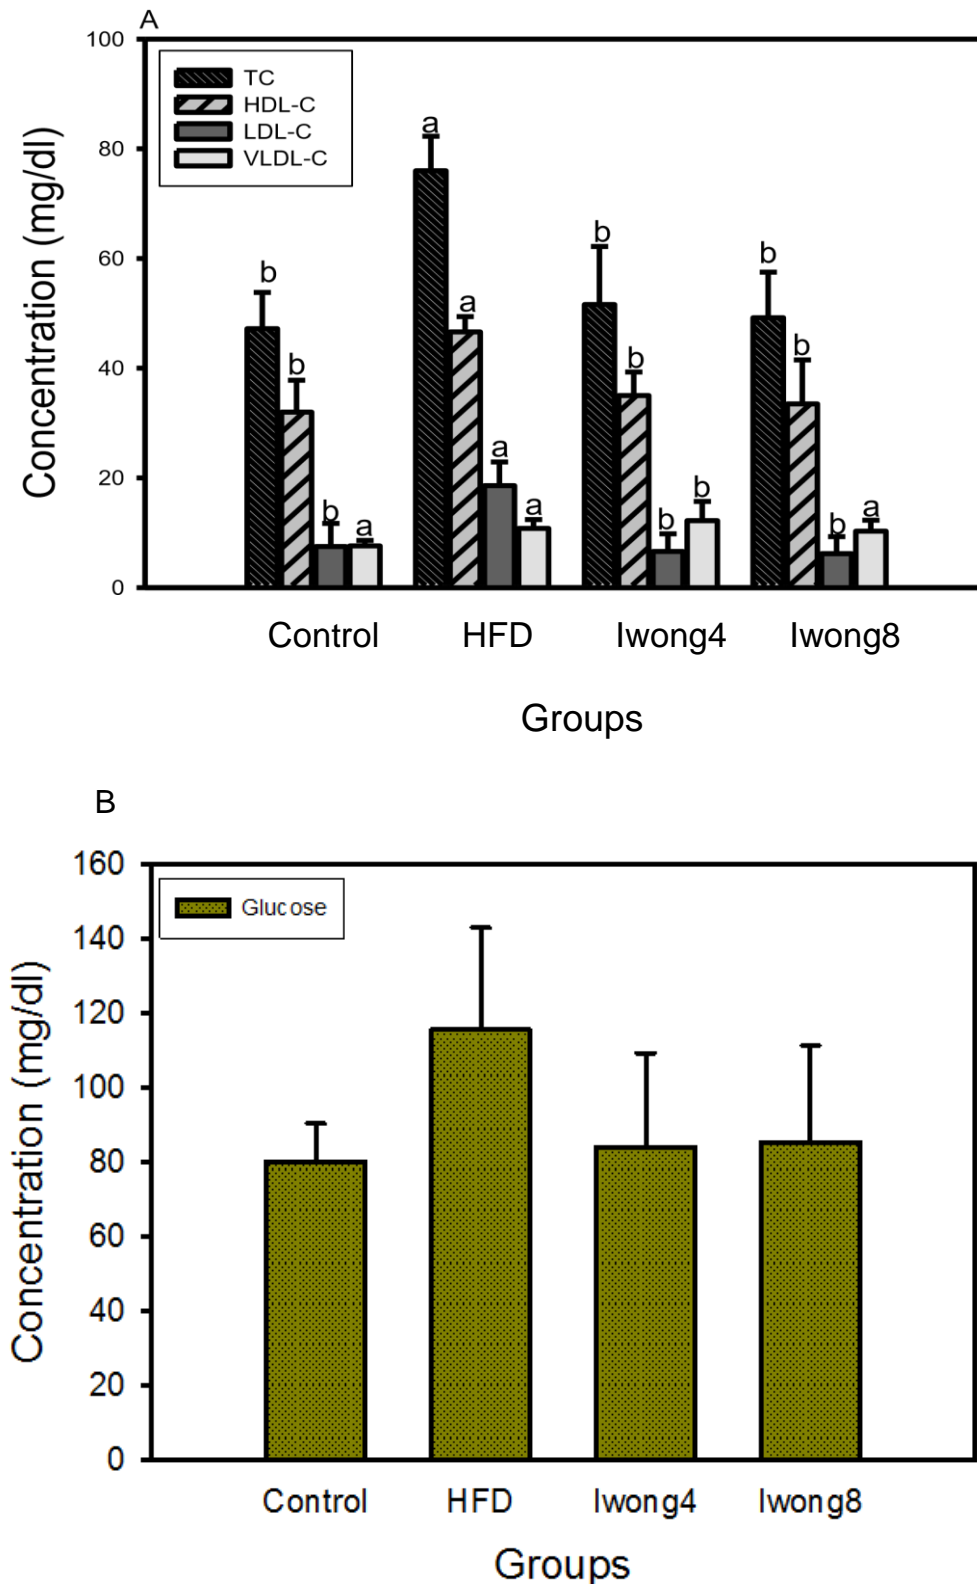 A
100
80
60
40
20
0
Concentration (mg/dl)
TC
HDL-C
LDL-C
VLDL-C
b
b
b
a
a
a
a
a
b
b
b
b
b
b
b
a
Control HFD Iwong4 Iwong8
Groups
B
160
140
120
100
80
60
40
20
0
Concentration (mg/dl)
Glucose
Control HFD Iwong4 Iwong8
Groups